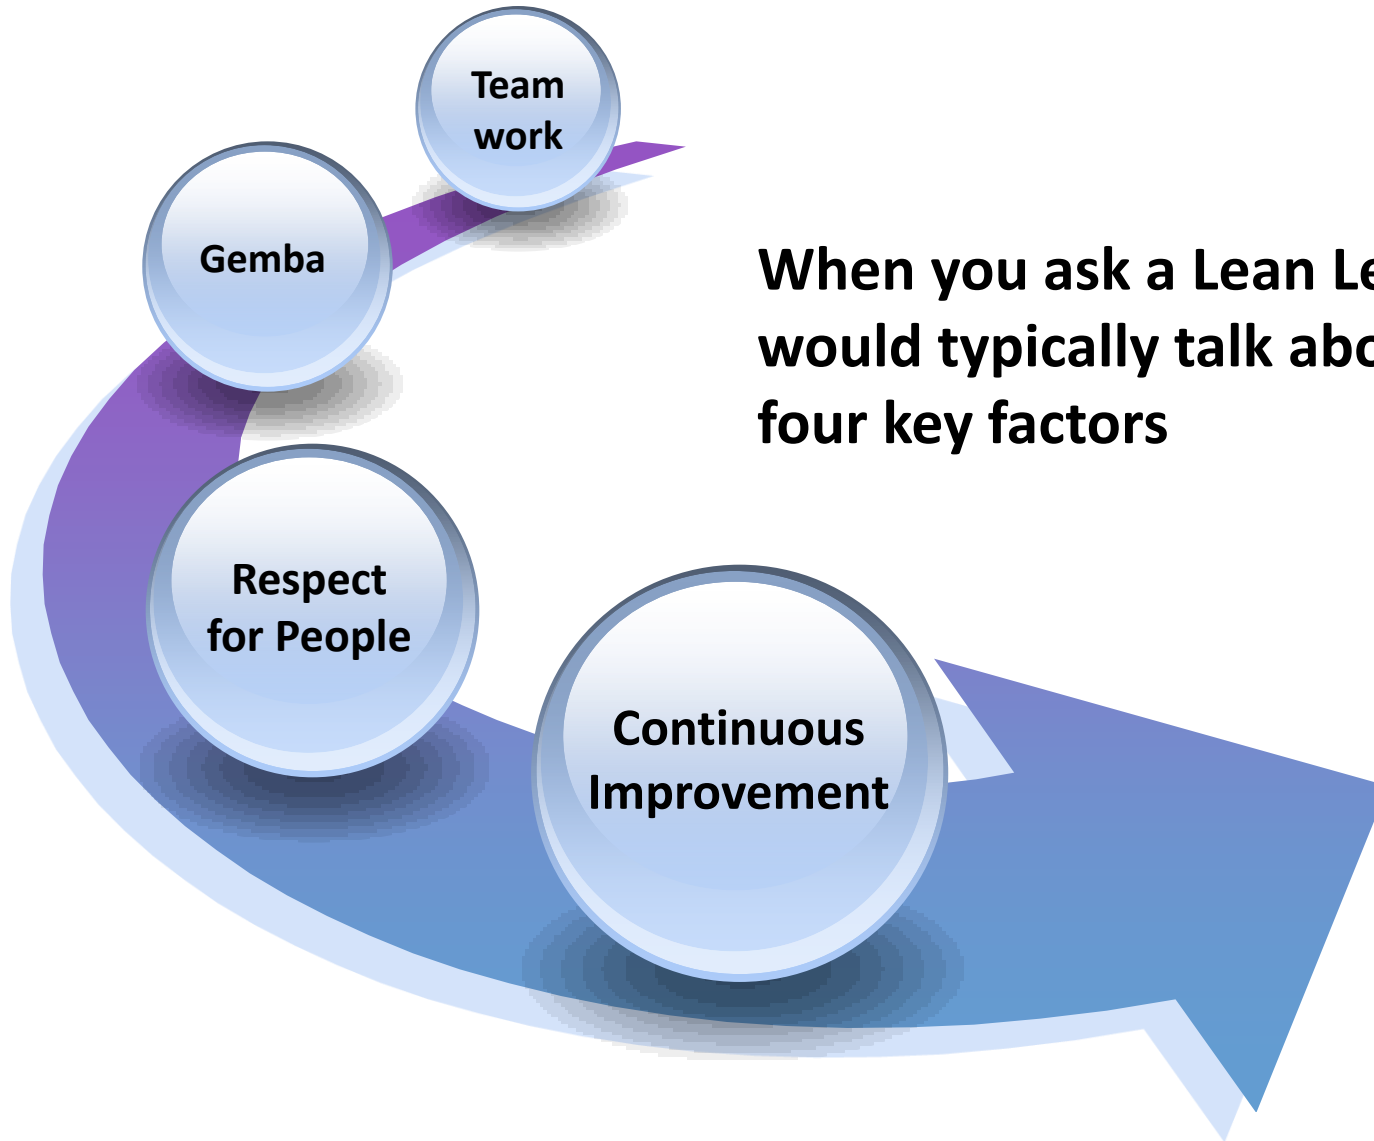 Team
work
Gemba
When you ask a Lean
would typically talk
four key factors
Respect
for People
Continuous
Improvement